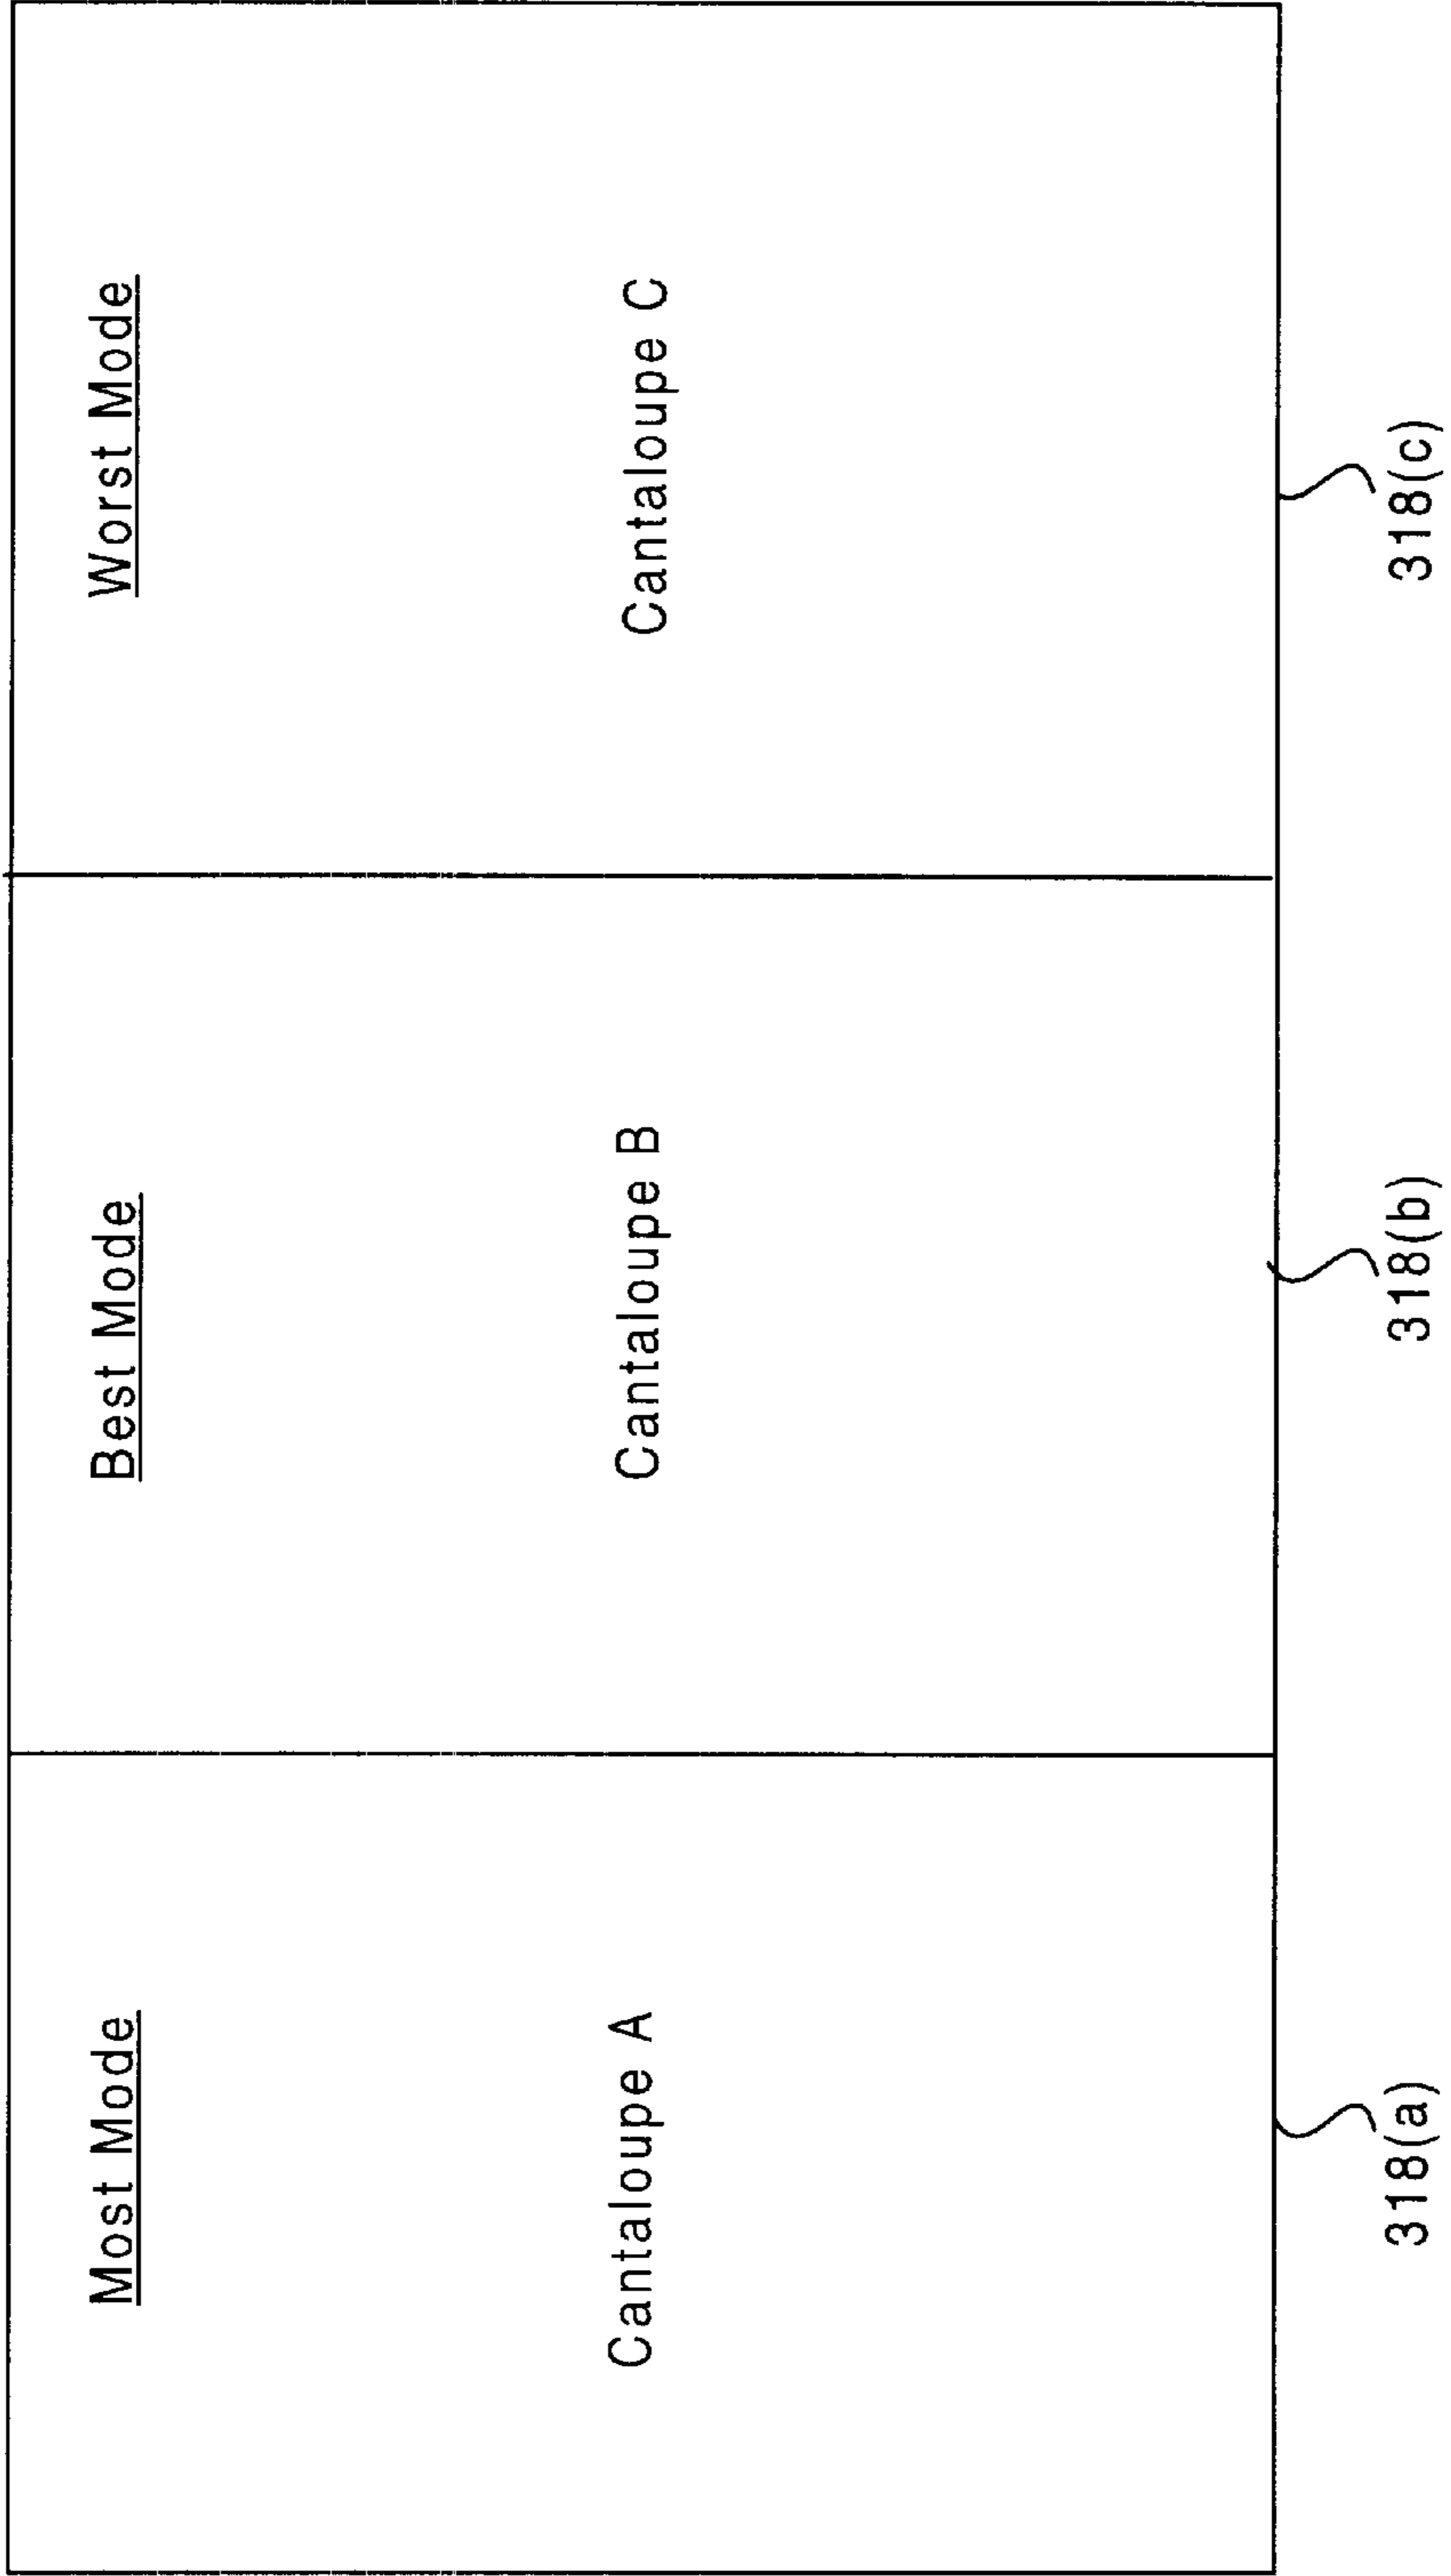 Most Mode
Cantaloupe A
318(a)
Best Mode
Cantaloupe B
318(b)
Worst Mode
Cantaloupe C
318(c)